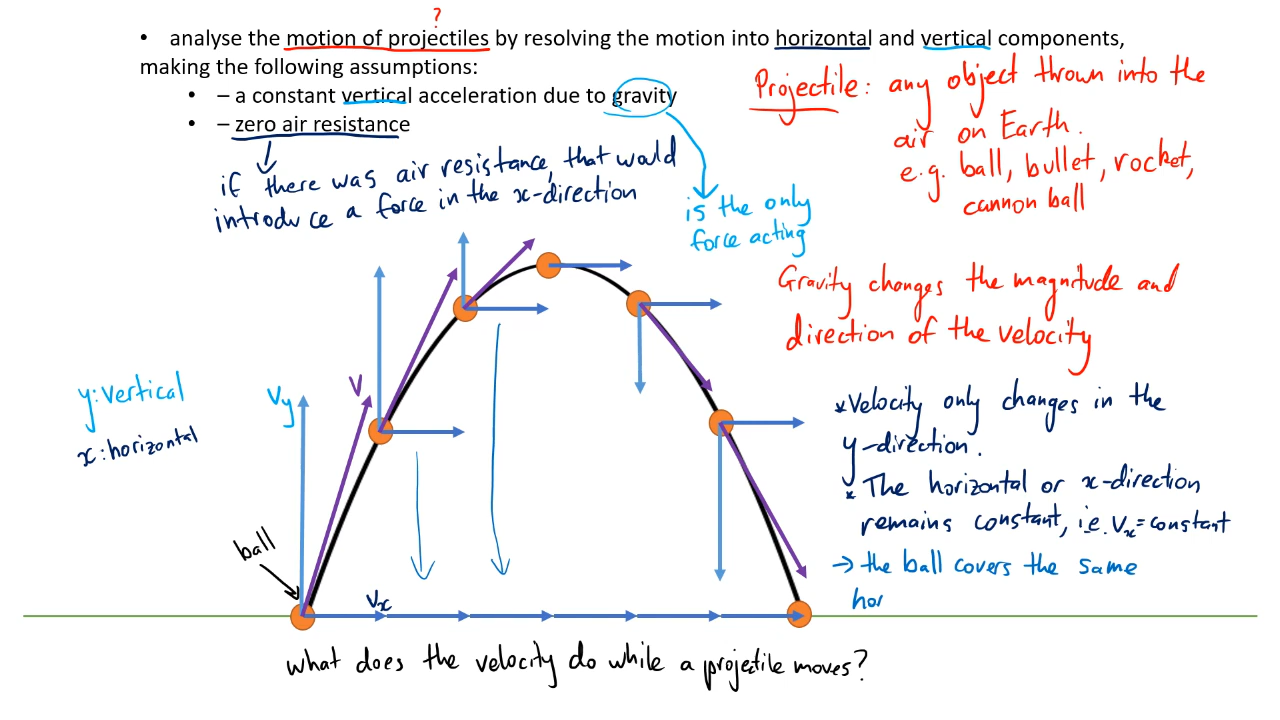 ?
• analyse the motion of projectiles by resolving the motion into horizontal and vertical components,
making the following assumptions:
• – a constant vertical acceleration due to gravity
• – zero air resistance
if there was air resistance, that would
introduce a force in the x-direction
is the only
force acting
Projectile: any object thrown into the
air on Earth.
e.g. ball, bullet, rocket,
cannon ball
Gravity changes the magnitude and
direction of the velocity
y: vertical
x: horizontal
Vy
V
*Velocity only changes in the
y-direction.
* The horizontal or x-direction
remains constant, i.e. Vx = constant
→ the ball covers the same
hor
ball
Vx
what does the velocity do while a projectile moves?